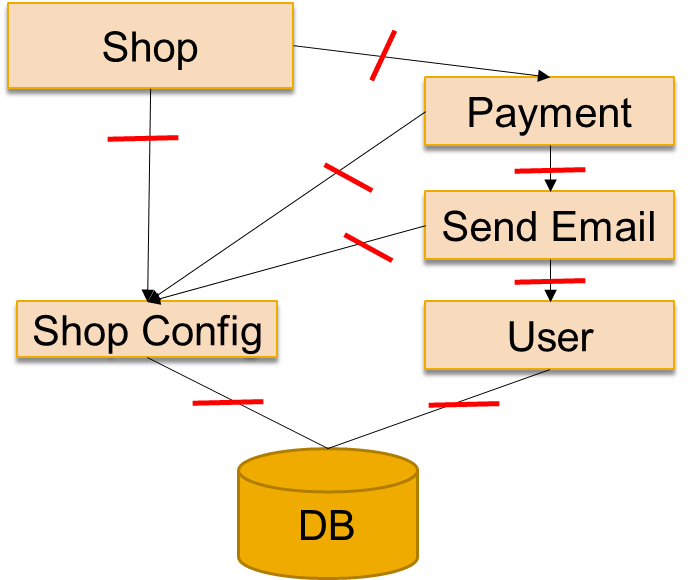 Shop
Payment
Send Email
Shop Config
User
DB